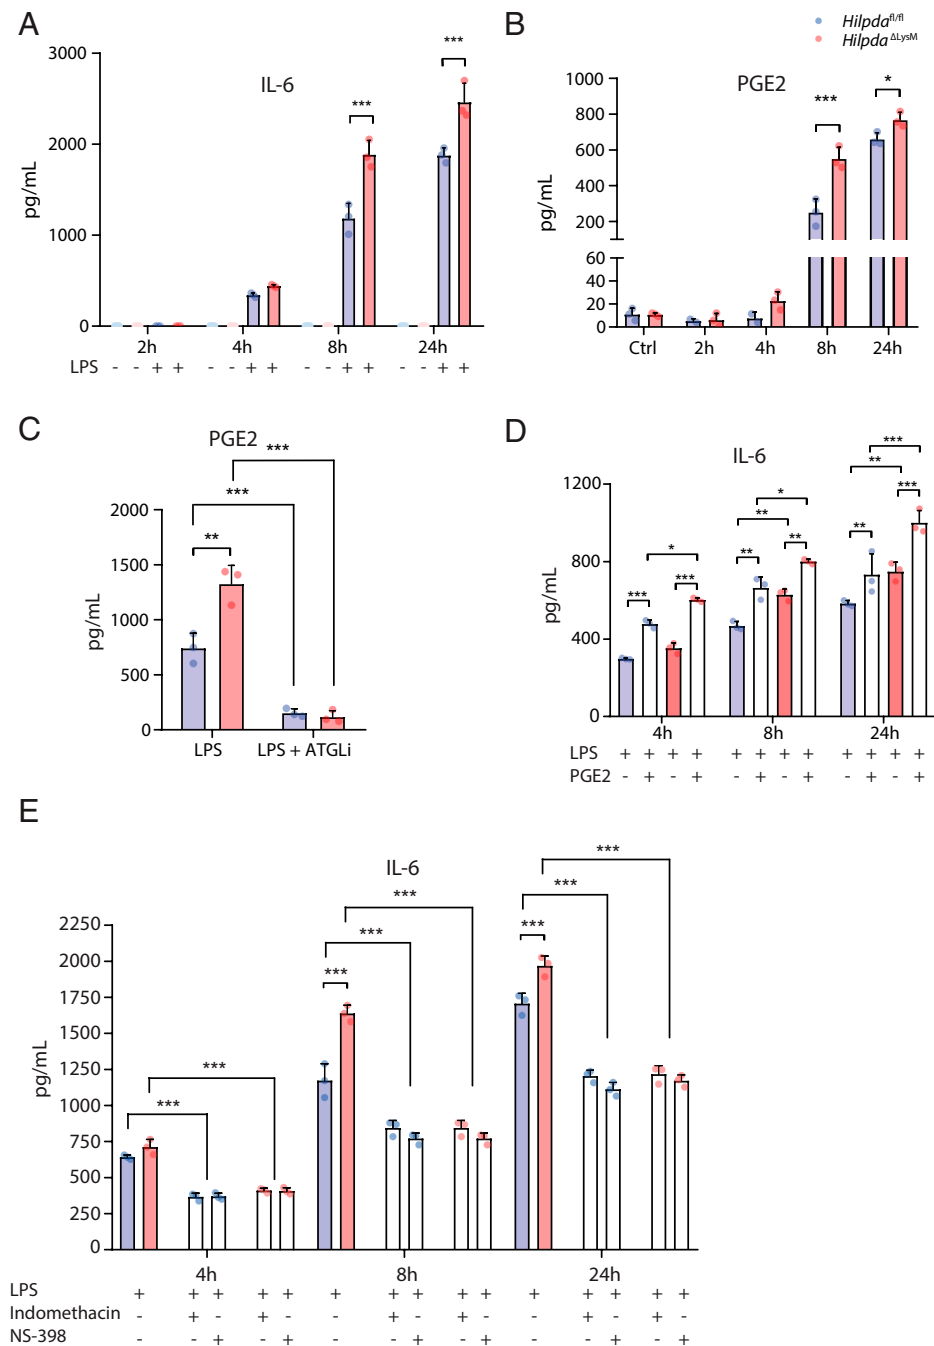 A
IL-6
pg/mL
3000
2000
1000
0
***
***
2h 4h 8h 24h
LPS - - + + - - + + - - + + - - + +
B
Hilpda fl/fl
Hilpda ΔLysM
PGE2
pg/mL
1000
800
600
400
200
60
40
20
0
***
*
Ctrl 2h 4h 8h 24h
C
PGE2
pg/mL
2000
1500
1000
500
0
***
***
**
LPS LPS + ATGLi
D
IL-6
pg/mL
1200
800
400
0
*
*** ***
*
**
** **
***
**
** ***
4h 8h 24h
LPS + + + + + + + + + + + +
PGE2 - + - + - + - + - + - +
E
IL-6
pg/mL
2250
2000
1750
1500
1250
1000
750
500
250
0
***
***
***
***
***
***
***
***
4h 8h 24h
LPS + + + + + + + + + + + + + + +
Indomethacin - + - + - - + - + - - + - + -
NS-398 - - + - + - - + - + - - + - +